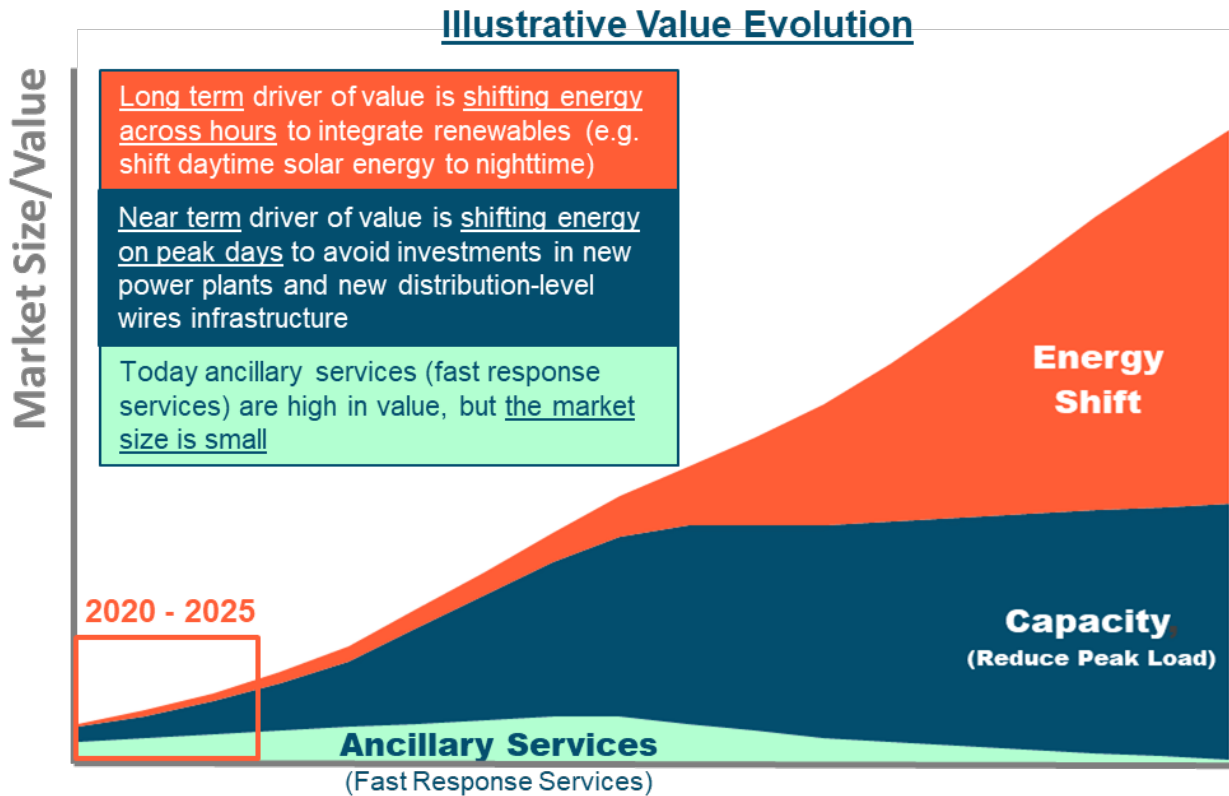 Illustrative Value Evolution
Market Size/Value
Long term driver of value is shifting energy
across hours to integrate renewables (e.g.
shift daytime solar energy to nighttime)
Near term driver of value is shifting energy
on peak days to avoid investments in new
power plants and new distribution-level
wires infrastructure
Today ancillary services (fast response
services) are high in value, but the market
size is small
Energy
Shift
2020 - 2025
Capacity,
(Reduce Peak Load)
Ancillary Services
(Fast Response Services)